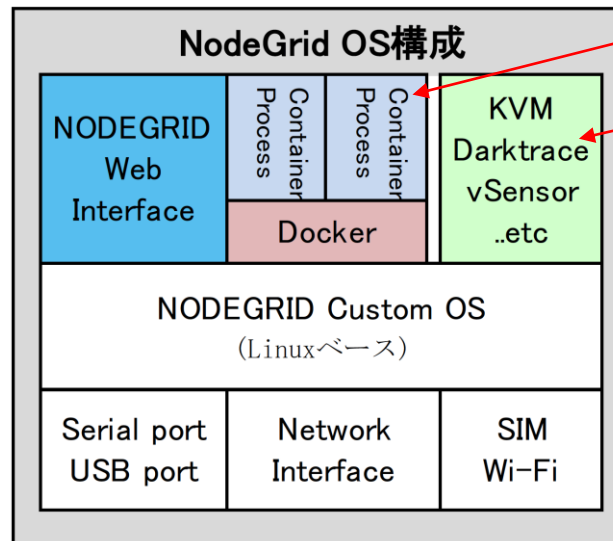 NodeGrid OS構成
NODEGRID
Web
Interface
Container
Process
Container
Process
Docker
KVM
Darktrace
vSensor
..etc
NODEGRID Custom OS
(Linuxベース)
Serial port
USB port
Network
Interface
SIM
Wi-Fi